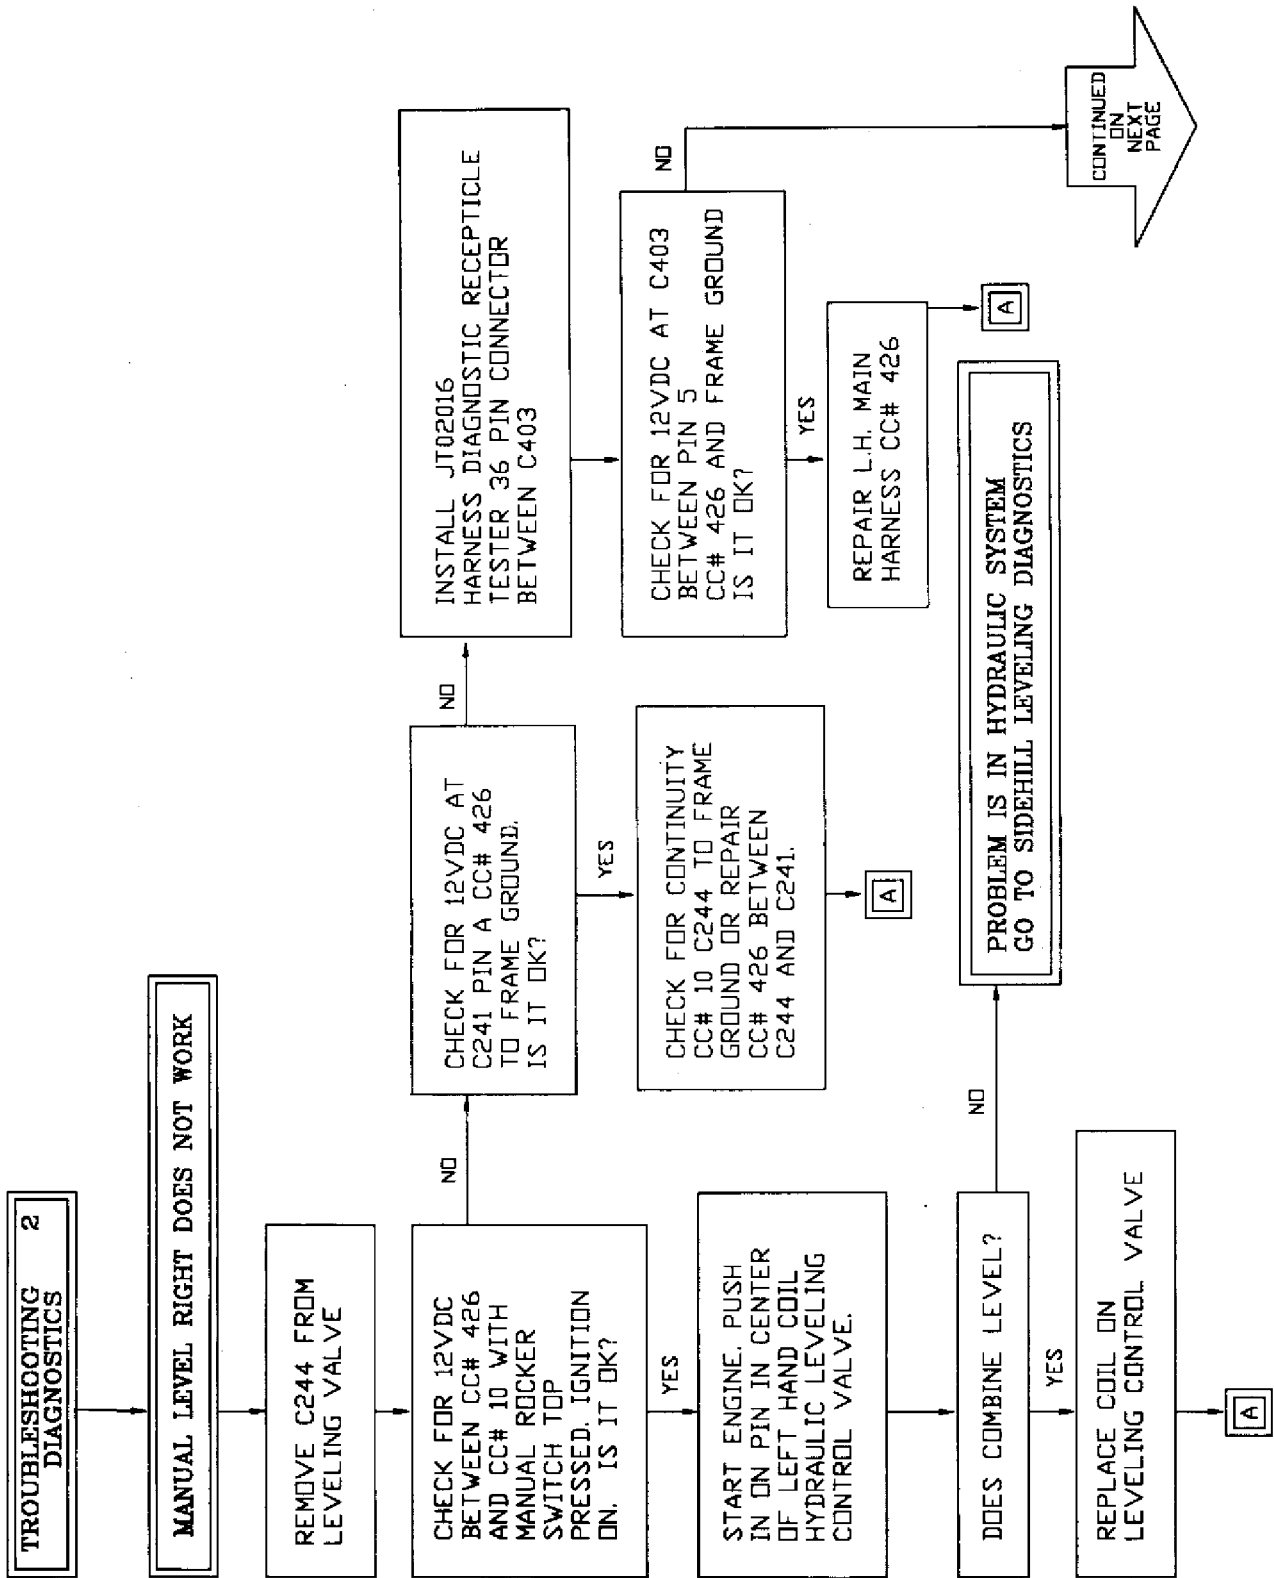 TROUBLESHOOTING 2
DIAGNOSTICS
MANUAL LEVEL RIGHT DOES NOT WORK
REMOVE C244 FROM
LEVELING VALVE
CHECK FOR 12VDC
BETWEEN CC# 426
AND CC# 10 WITH
MANUAL ROCKER
SWITCH TOP
PRESSED. IGNITION
ON. IS IT OK?
NO
YES
START ENGINE. PUSH
IN ON PIN IN CENTER
OF LEFT HAND COIL
HYDRAULIC LEVELING
CONTROL VALVE.
DOES COMBINE LEVEL?
NO
YES
REPLACE COIL ON
LEVELING CONTROL VALVE
A
CHECK FOR 12VDC AT
C241 PIN A CC# 426
TO FRAME GROUND.
IS IT OK?
NO
YES
CHECK FOR CONTINUITY
CC# 10 C244 TO FRAME
GROUND OR REPAIR
CC# 426 BETWEEN
C244 AND C241.
A
PROBLEM IS IN HYDRAULIC SYSTEM
GO TO SIDEHILL LEVELING DIAGNOSTICS
INSTALL JT02016
HARNESS DIAGNOSTIC RECEPTICLE
TESTER 36 PIN CONNECTOR
BETWEEN C403
CHECK FOR 12VDC AT C403
BETWEEN PIN 5
CC# 426 AND FRAME GROUND
IS IT OK?
NO
YES
REPAIR L.H. MAIN
HARNESS CC# 426
A
CONTINUED
ON
NEXT
PAGE